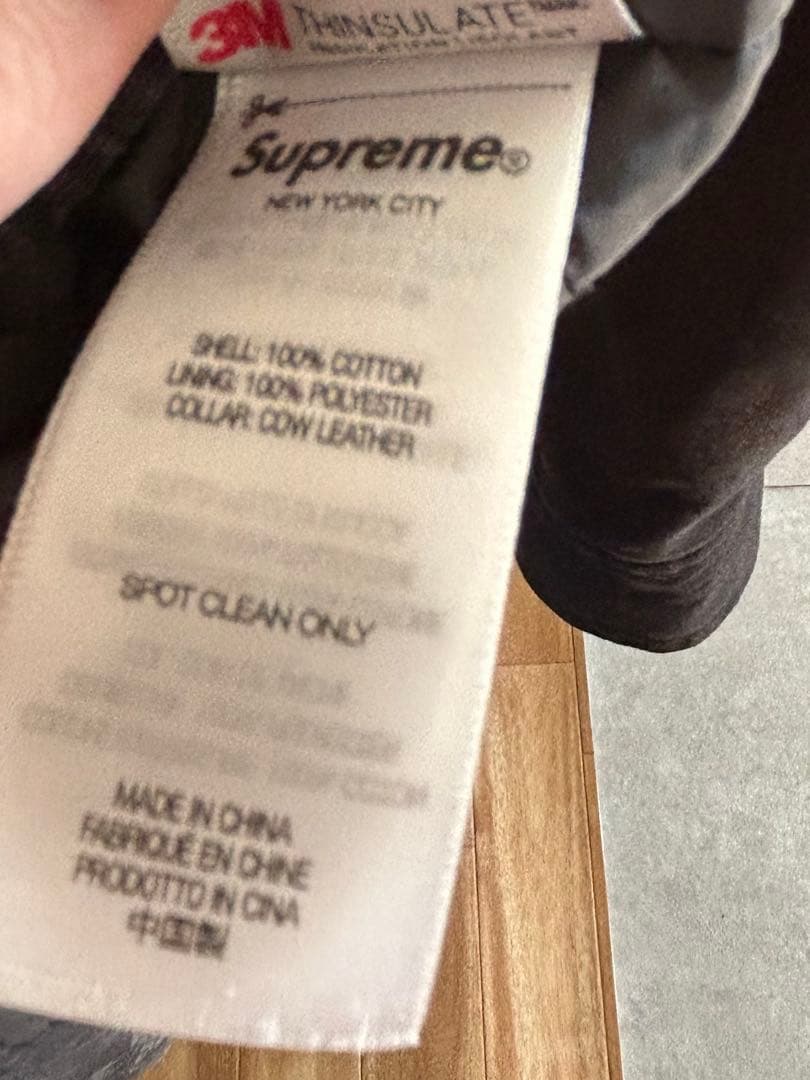 3M THINSULATE™
Supreme®
NEW YORK CITY
SHELL: 100% COTTON
LINING: 100% POLYESTER
COLLAR: COW LEATHER
SPOT CLEAN ONLY
MADE IN CHINA
FABRIQUÉ EN CHINE
PRODOTTO IN CINA
中国製